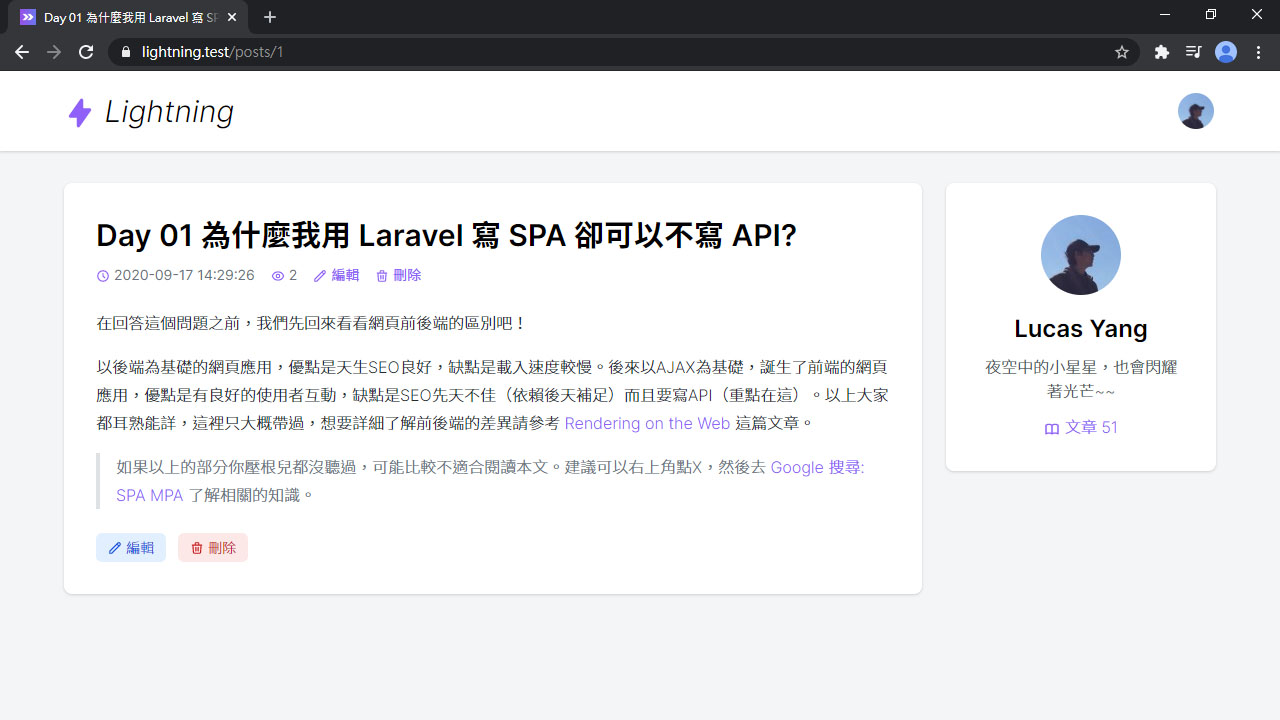 Day 01 為什麼我用 Laravel 寫 SP
lightning.test/posts/1
Lightning
Day 01 為什麼我用 Laravel 寫 SPA 卻可以不寫 API?
2020-09-17 14:29:26 2 編輯 刪除
在回答這個問題之前，我們先回來看看網頁前後端的區別吧！
以後端為基礎的網頁應用，優點是天生SEO良好，缺點是載入速度較慢。後來以AJAX為基礎，誕生了前端的網頁
應用，優點是有良好的使用者互動，缺點是SEO先天不佳（依賴後天補足）而且要寫API（重點在這）。以上大家
都耳熟能詳，這裡只大概帶過，想要詳細了解前後端的差異請參考 Rendering on the Web 這篇文章。
如果以上的部分你壓根兒都沒聽過，可能比較不適合閱讀本文。建議可以右上角點X，然後去 Google 搜尋:
SPA MPA 了解相關的知識。
編輯 刪除
Lucas Yang
夜空中的小星星，也會閃耀
著光芒~~
文章 51